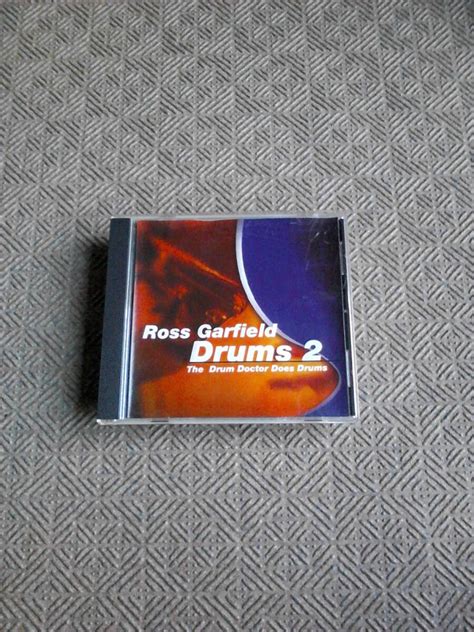 Ross Garfield
Drums 2
The Drum Doctor Does Drums